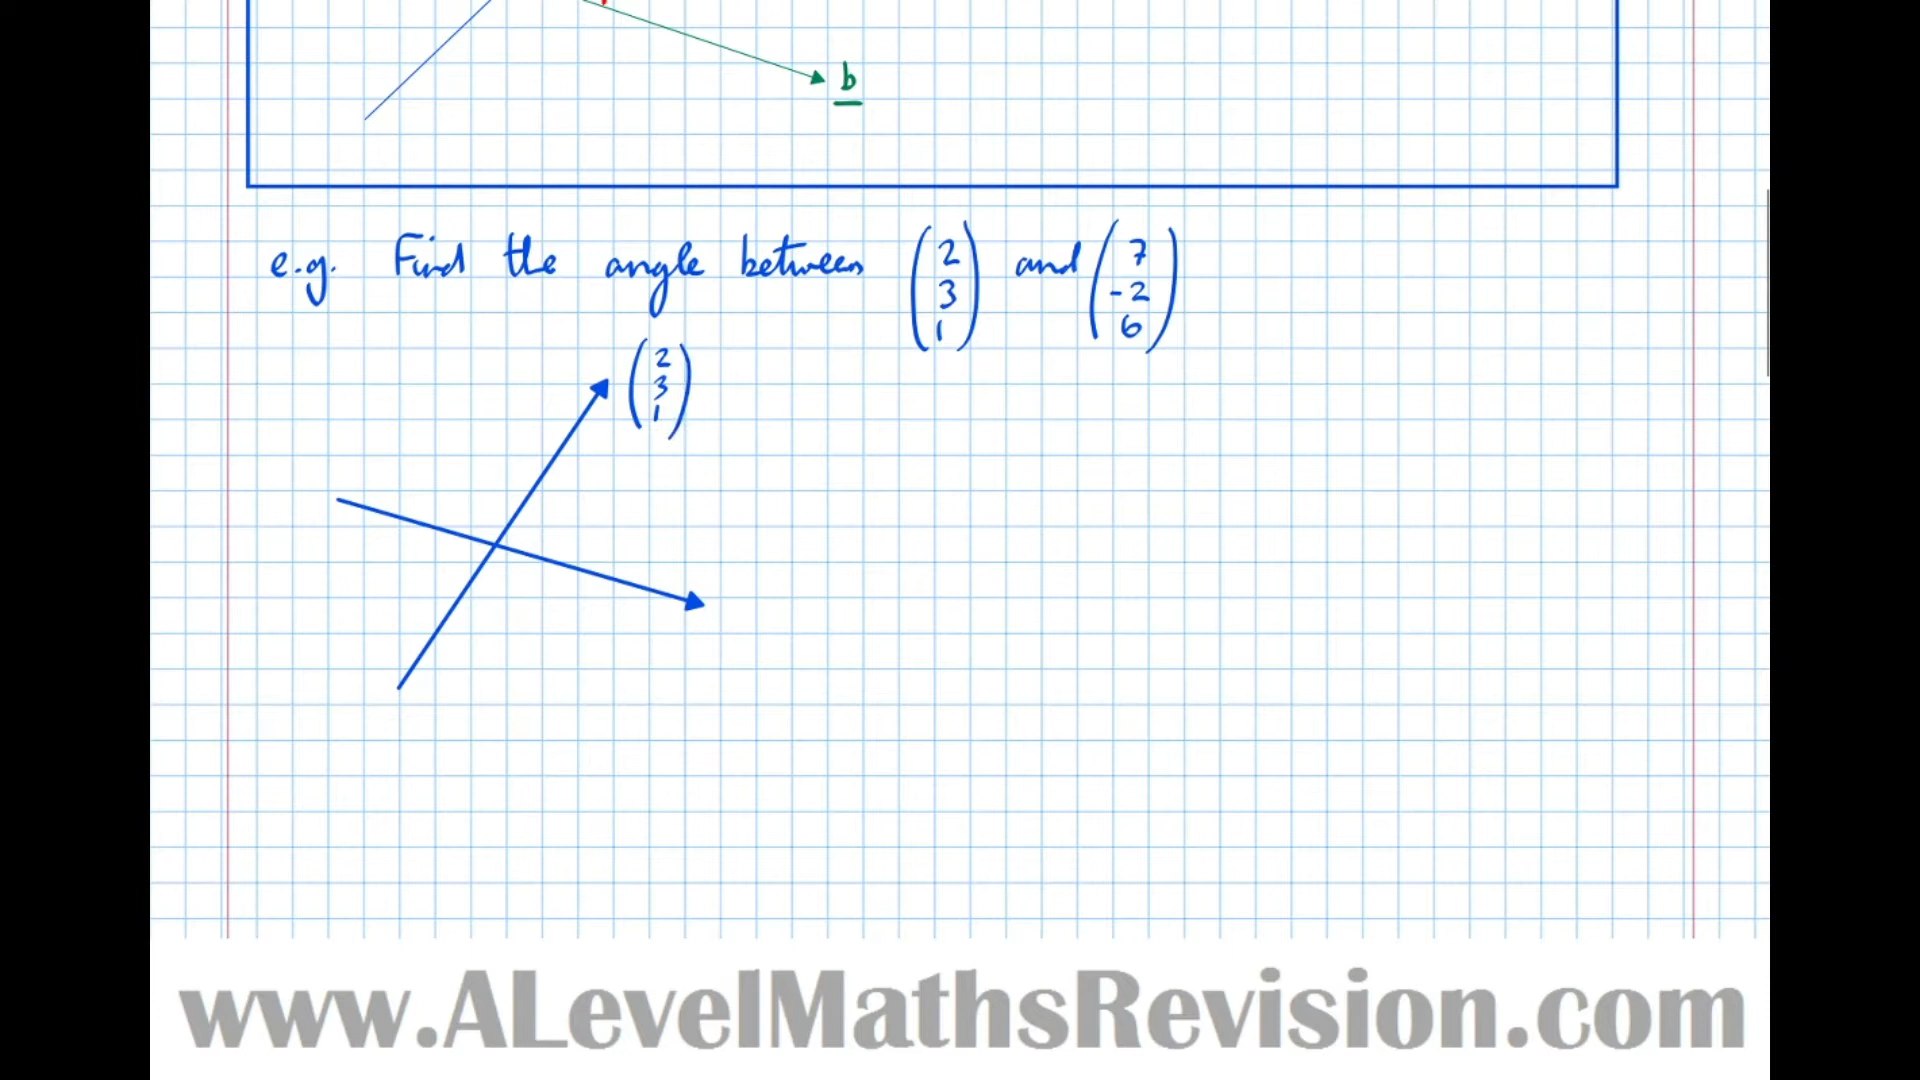 b
e.g. Find the angle between (2 3 1) and (7 -2 6)
(2 3 1)
www.ALevelMathsRevision.com